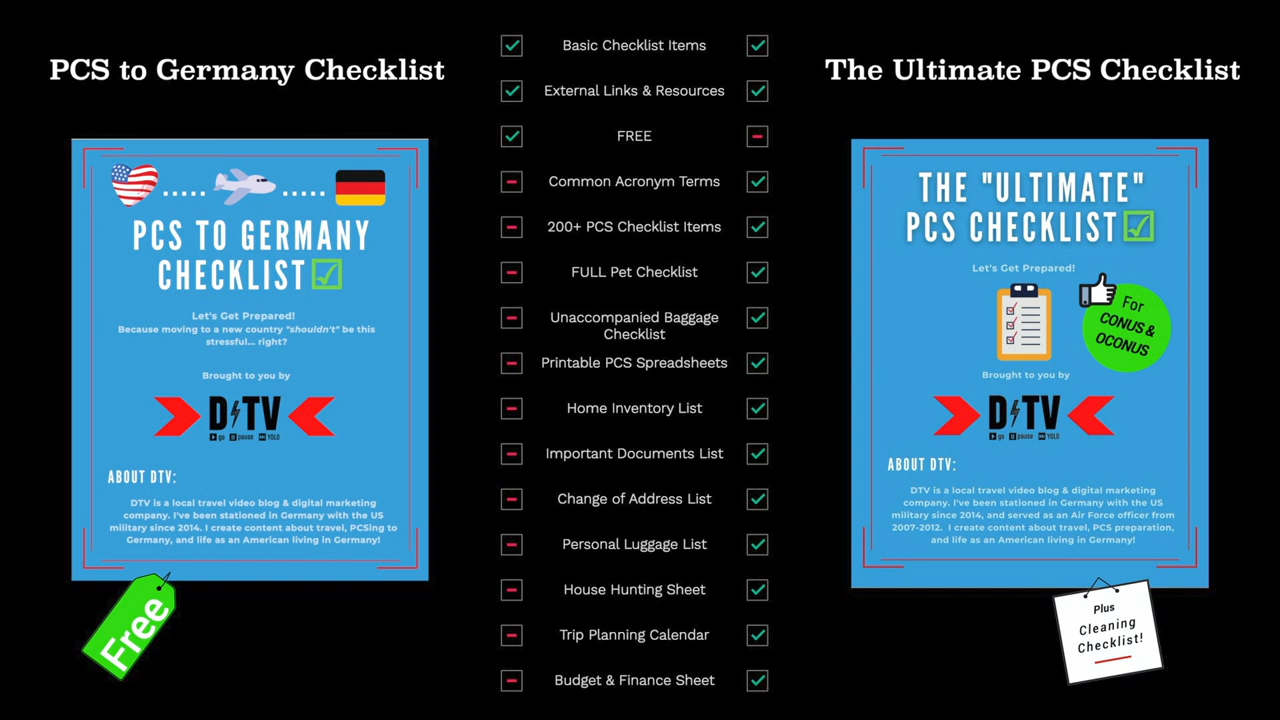 PCS to Germany Checklist
PCS TO GERMANY
CHECKLIST
Let's Get Prepared!
Because moving to a new country "shouldn't" be this
stressful... right?
Brought to you by
DTV
go pause YOLO
ABOUT DTV:
DTV is a local travel video blog & digital marketing
company. I've been stationed in Germany with the US
military since 2014. I create content about travel, PCSing to
Germany, and life as an American living in Germany!
Free
Basic Checklist Items
External Links & Resources
FREE
Common Acronym Terms
200+ PCS Checklist Items
FULL Pet Checklist
Unaccompanied Baggage
Checklist
Printable PCS Spreadsheets
Home Inventory List
Important Documents List
Change of Address List
Personal Luggage List
House Hunting Sheet
Trip Planning Calendar
Budget & Finance Sheet
The Ultimate PCS Checklist
THE "ULTIMATE"
PCS CHECKLIST
Let's Get Prepared!
For
CONUS &
OCONUS
Brought to you by
DTV
go pause YOLO
ABOUT DTV:
DTV is a local travel video blog & digital marketing
company. I've been stationed in Germany with the US
military since 2014, and served as an Air Force officer from
2007-2012. I create content about travel, PCS preparation,
and life as an American living in Germany!
Plus
Cleaning
Checklist!